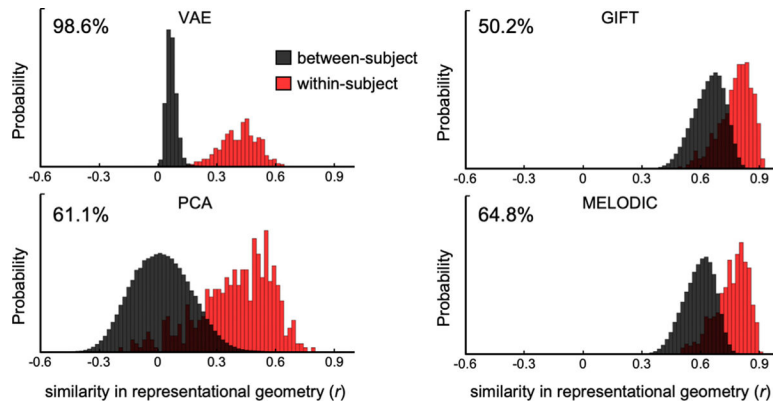 VAE
98.6%
between-subject
within-subject
Probability
-0.6 -0.3 0 0.3 0.6 0.9
GIFT
50.2%
Probability
-0.6 -0.3 0 0.3 0.6 0.9
PCA
61.1%
Probability
-0.6 -0.3 0 0.3 0.6 0.9
similarity in representational geometry (r)
MELODIC
64.8%
Probability
-0.6 -0.3 0 0.3 0.6 0.9
similarity in representational geometry (r)